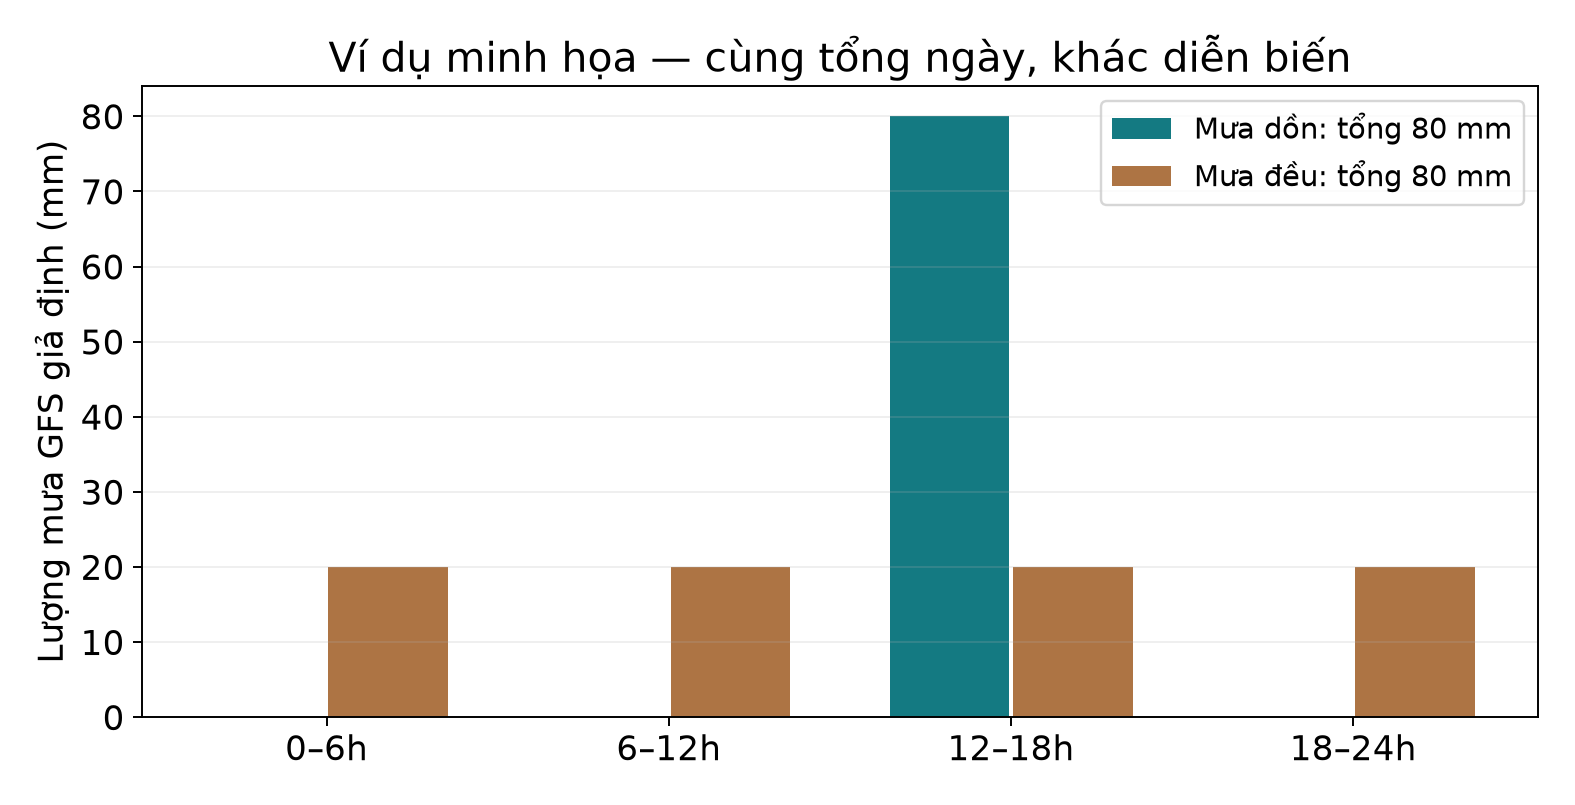 Ví dụ minh họa — cùng tổng ngày, khác diễn biến
Lượng mưa GFS giả định (mm)
80
70
60
50
40
30
20
10
0
Mưa dồn: tổng 80 mm
Mưa đều: tổng 80 mm
0–6h
6–12h
12–18h
18–24h